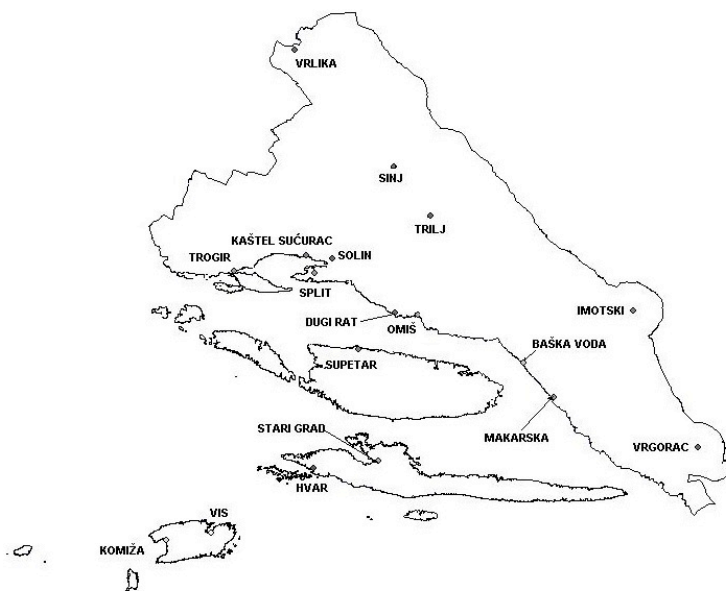 VRLIKA
SINJ
TRILJ
KAŠTEL SUĆURAC
SOLIN
TROGIR
SPLIT
DUGI RAT
OMIŠ
IMOTSKI
BAŠKA VODA
SUPETAR
STARI GRAD
MAKARSKA
VRGORAC
HVAR
VIS
KOMIŽA